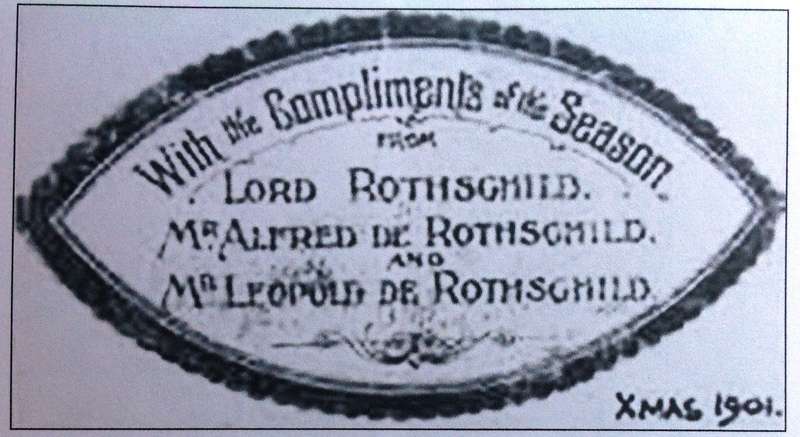 With the Compliments of the Season.
FROM
LORD ROTHSCHILD.
MR ALFRED DE ROTHSCHILD.
AND
MR LEOPOLD DE ROTHSCHILD.
XMAS 1901.